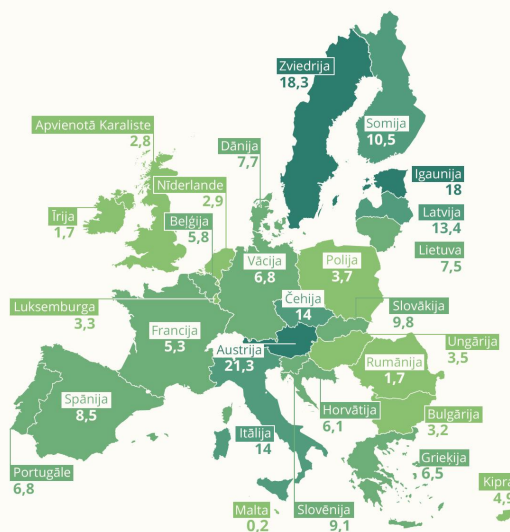 Zviedrija
18,3
Somija
10,5
Apvienotā Karaliste
2,8
Dānija
7,7
Igaunija
18
Nīderlande
2,9
Latvija
13,4
Īrija
1,7
Beļģija
5,8
Lietuva
7,5
Vācija
6,8
Polija
3,7
Čehija
14
Luksemburga
3,3
Slovākija
9,8
Francija
5,3
Austrija
21,3
Ungārija
3,5
Rumānija
1,7
Spānija
8,5
Horvātija
6,1
Bulgārija
3,2
Itālija
14
Grieķija
6,5
Portugāle
6,8
Kipra
4,9
Malta
0,2
Slovēnija
9,1